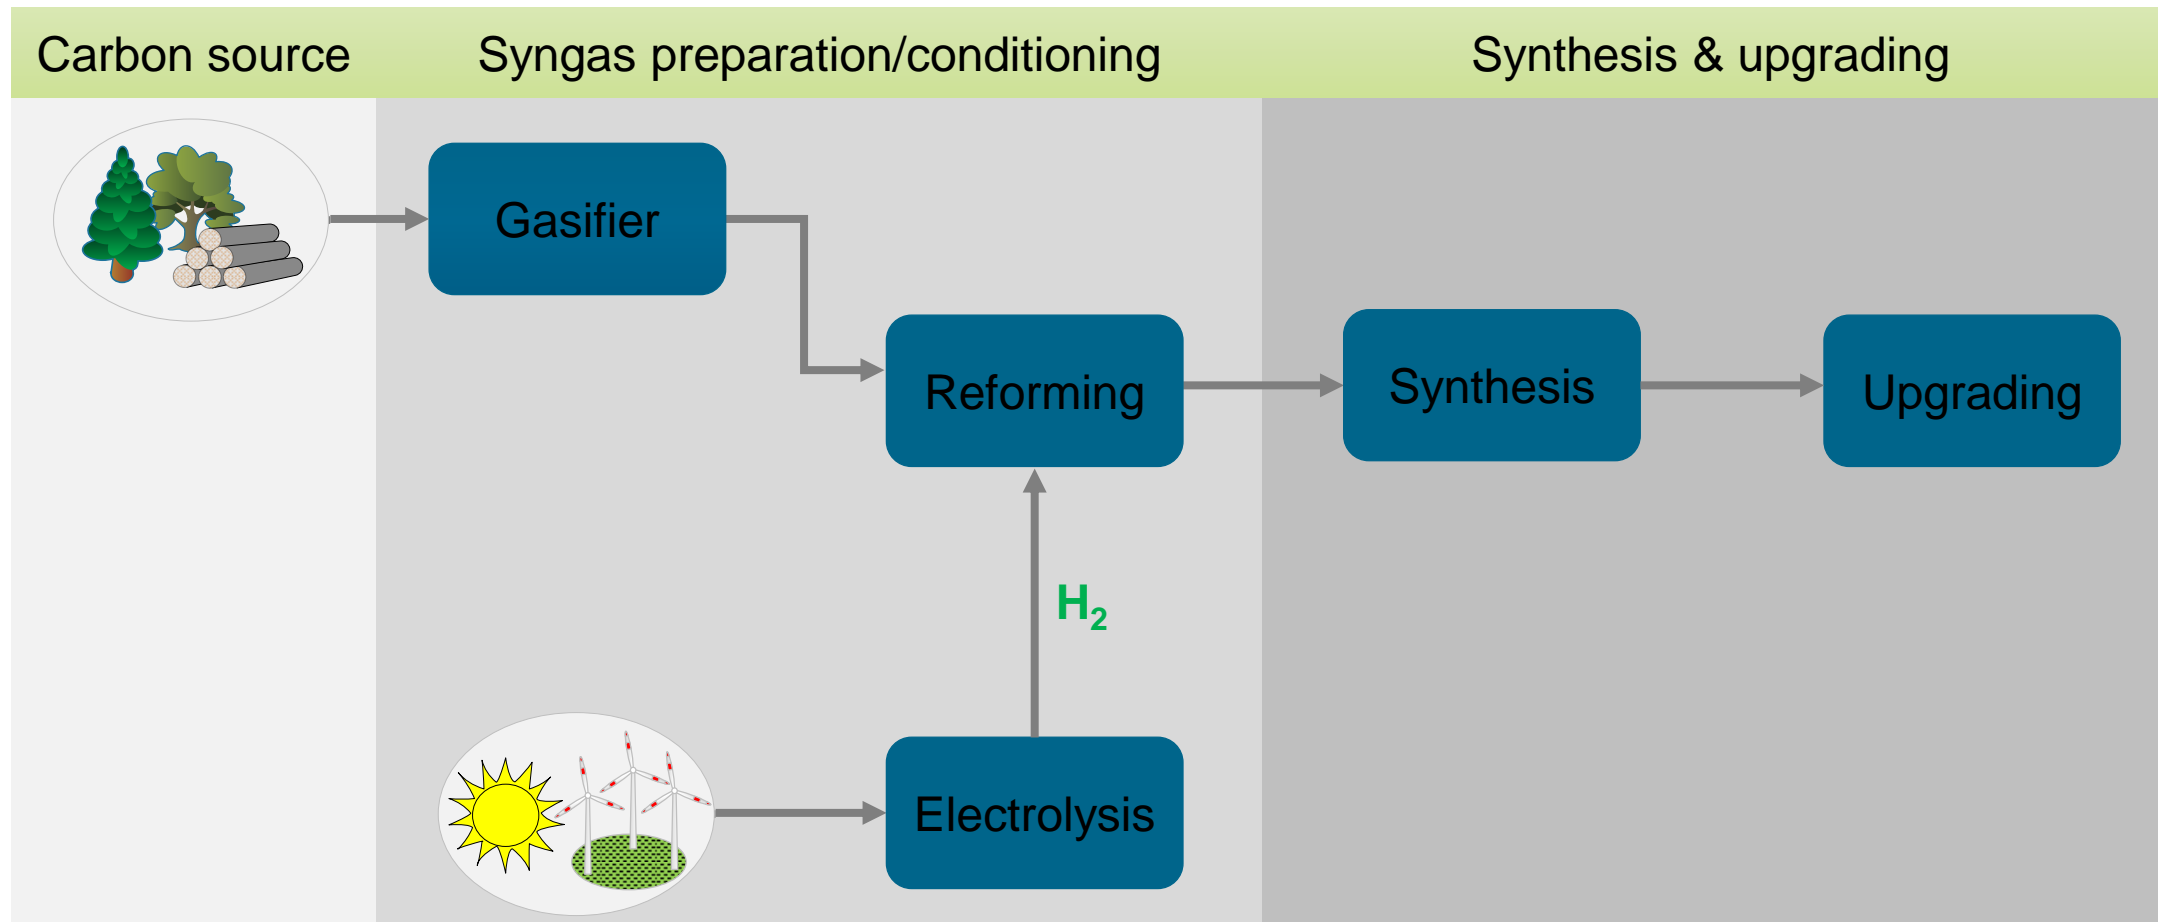 Carbon source
Syngas preparation/conditioning
Synthesis & upgrading
Gasifier
Reforming
Synthesis
Upgrading
H₂
Electrolysis